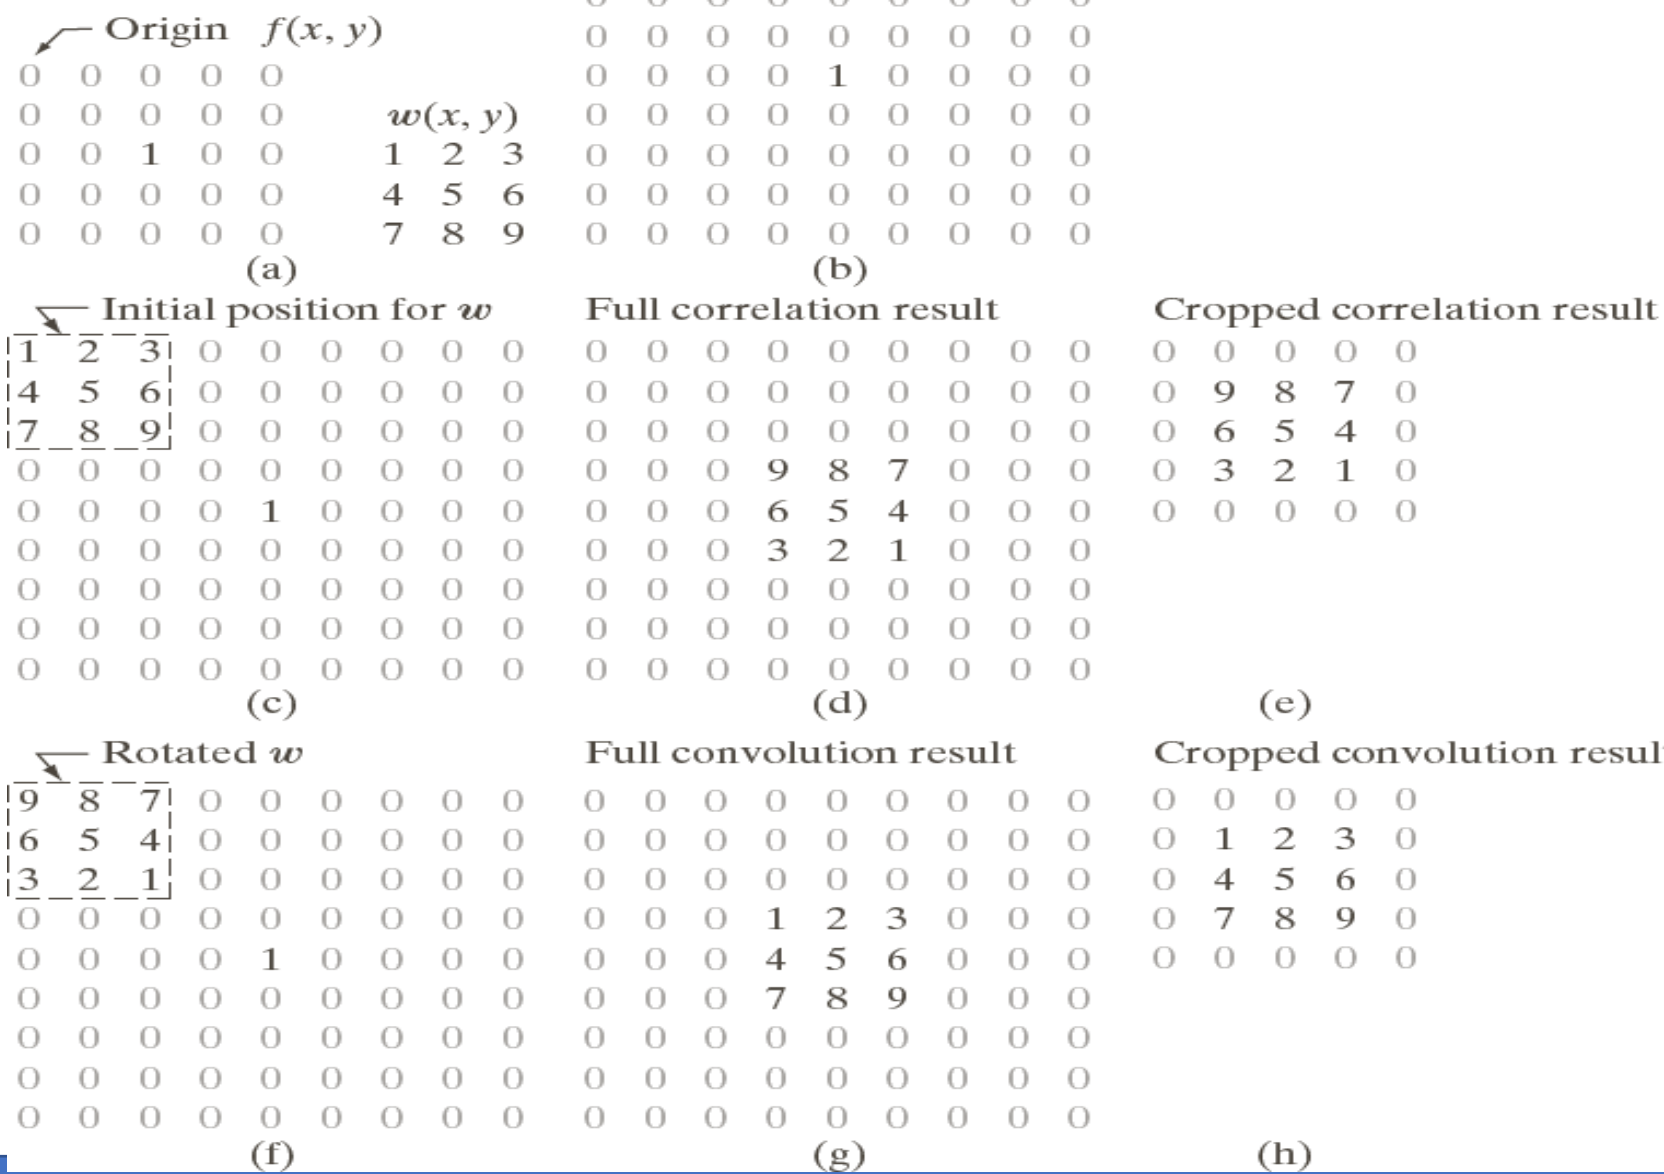 Origin f(x, y)
0 0 0 0 0
0 0 0 0 0
0 0 1 0 0
0 0 0 0 0
0 0 0 0 0
w(x, y)
1 2 3
4 5 6
7 8 9
(a)
0 0 0 0 0 0 0 0 0
0 0 0 0 0 0 0 0 0
0 0 0 0 1 0 0 0 0
0 0 0 0 0 0 0 0 0
0 0 0 0 0 0 0 0 0
0 0 0 0 0 0 0 0 0
0 0 0 0 0 0 0 0 0
(b)
Initial position for w
1 2 3 0 0 0 0 0 0
4 5 6 0 0 0 0 0 0
7 8 9 0 0 0 0 0 0
0 0 0 0 0 0 0 0 0
0 0 0 0 1 0 0 0 0
0 0 0 0 0 0 0 0 0
0 0 0 0 0 0 0 0 0
0 0 0 0 0 0 0 0 0
0 0 0 0 0 0 0 0 0
(c)
Full correlation result
0 0 0 0 0 0 0 0 0
0 0 0 0 0 0 0 0 0
0 0 0 0 0 0 0 0 0
0 0 0 9 8 7 0 0 0
0 0 0 6 5 4 0 0 0
0 0 0 3 2 1 0 0 0
0 0 0 0 0 0 0 0 0
0 0 0 0 0 0 0 0 0
0 0 0 0 0 0 0 0 0
(d)
Cropped correlation result
0 0 0 0 0
0 9 8 7 0
0 6 5 4 0
0 3 2 1 0
0 0 0 0 0
(e)
Rotated w
9 8 7 0 0 0 0 0 0
6 5 4 0 0 0 0 0 0
3 2 1 0 0 0 0 0 0
0 0 0 0 0 0 0 0 0
0 0 0 0 1 0 0 0 0
0 0 0 0 0 0 0 0 0
0 0 0 0 0 0 0 0 0
0 0 0 0 0 0 0 0 0
0 0 0 0 0 0 0 0 0
(f)
Full convolution result
0 0 0 0 0 0 0 0 0
0 0 0 0 0 0 0 0 0
0 0 0 0 0 0 0 0 0
0 0 0 1 2 3 0 0 0
0 0 0 4 5 6 0 0 0
0 0 0 7 8 9 0 0 0
0 0 0 0 0 0 0 0 0
0 0 0 0 0 0 0 0 0
0 0 0 0 0 0 0 0 0
(g)
Cropped convolution resul
0 0 0 0 0
0 1 2 3 0
0 4 5 6 0
0 7 8 9 0
0 0 0 0 0
(h)